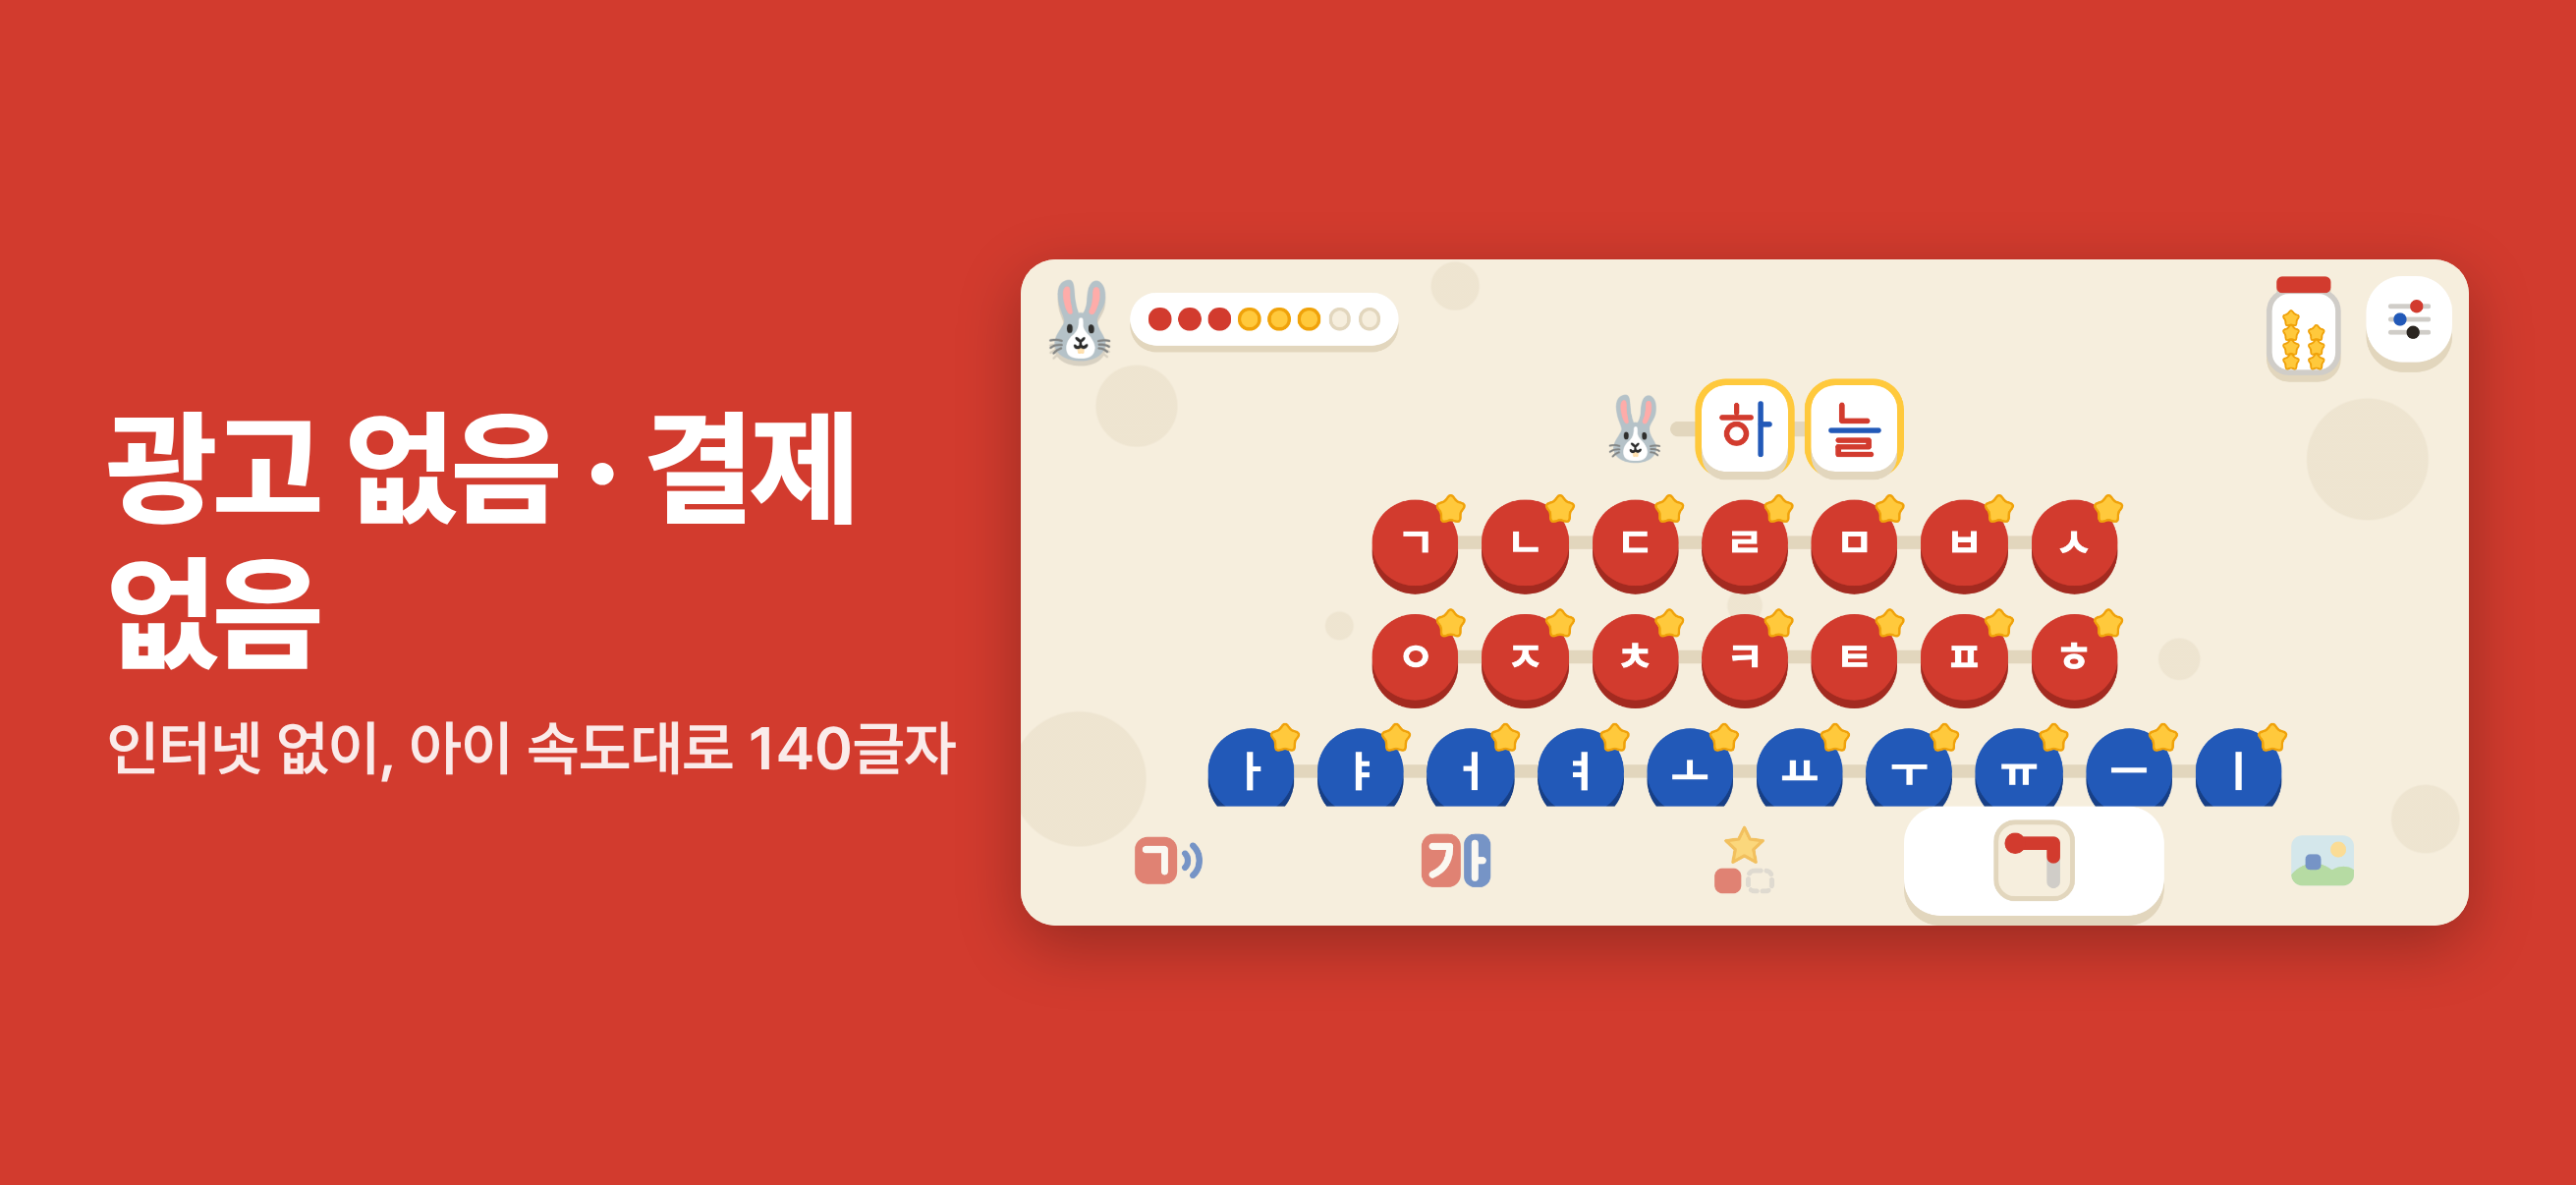 광고 없음 · 결제
없음
인터넷 없이, 아이 속도대로 140글자
하 늘
ㄱ ㄴ ㄷ ㄹ ㅁ ㅂ ㅅ
ㅇ ㅈ ㅊ ㅋ ㅌ ㅍ ㅎ
ㅏ ㅑ ㅓ ㅕ ㅗ ㅛ ㅜ ㅠ ㅡ ㅣ
ㄱ 가 ㄱ